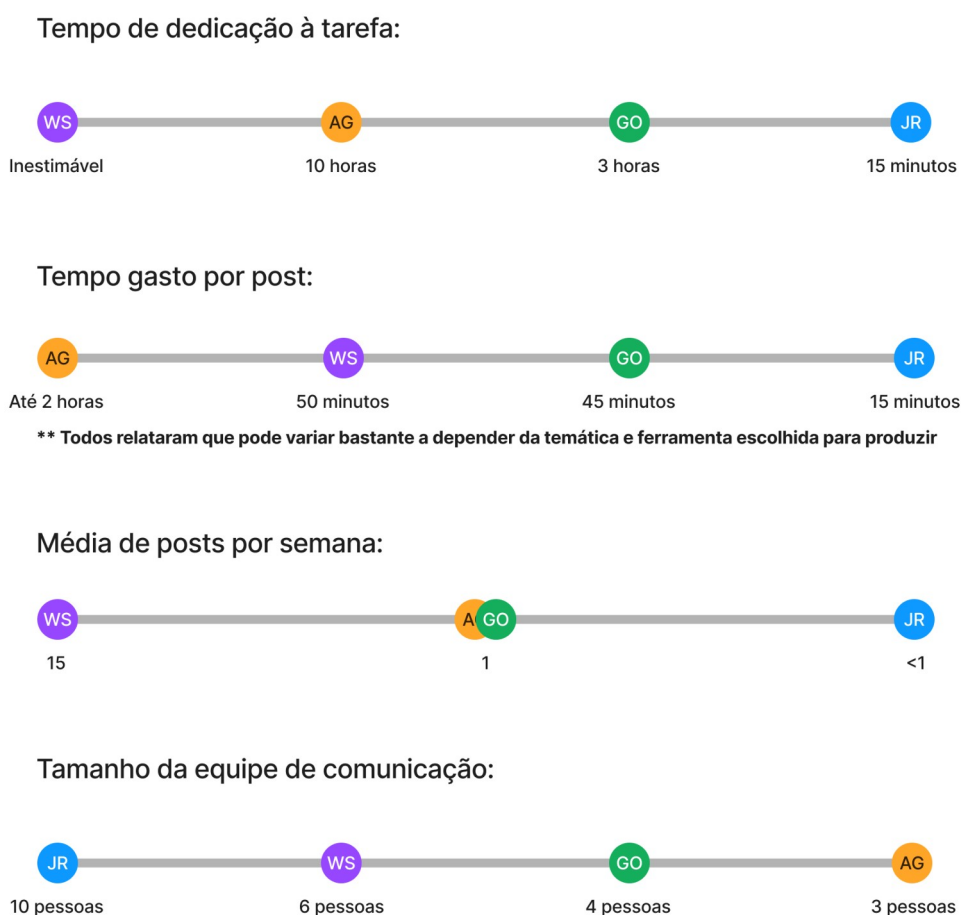 Tempo de dedicação à tarefa:
WS AG GO JR
Inestimável 10 horas 3 horas 15 minutos
Tempo gasto por post:
AG WS GO JR
Até 2 horas 50 minutos 45 minutos 15 minutos
** Todos relataram que pode variar bastante a depender da temática e ferramenta escolhida para produzir
Média de posts por semana:
WS A GO JR
15 1 <1
Tamanho da equipe de comunicação:
JR WS GO AG
10 pessoas 6 pessoas 4 pessoas 3 pessoas